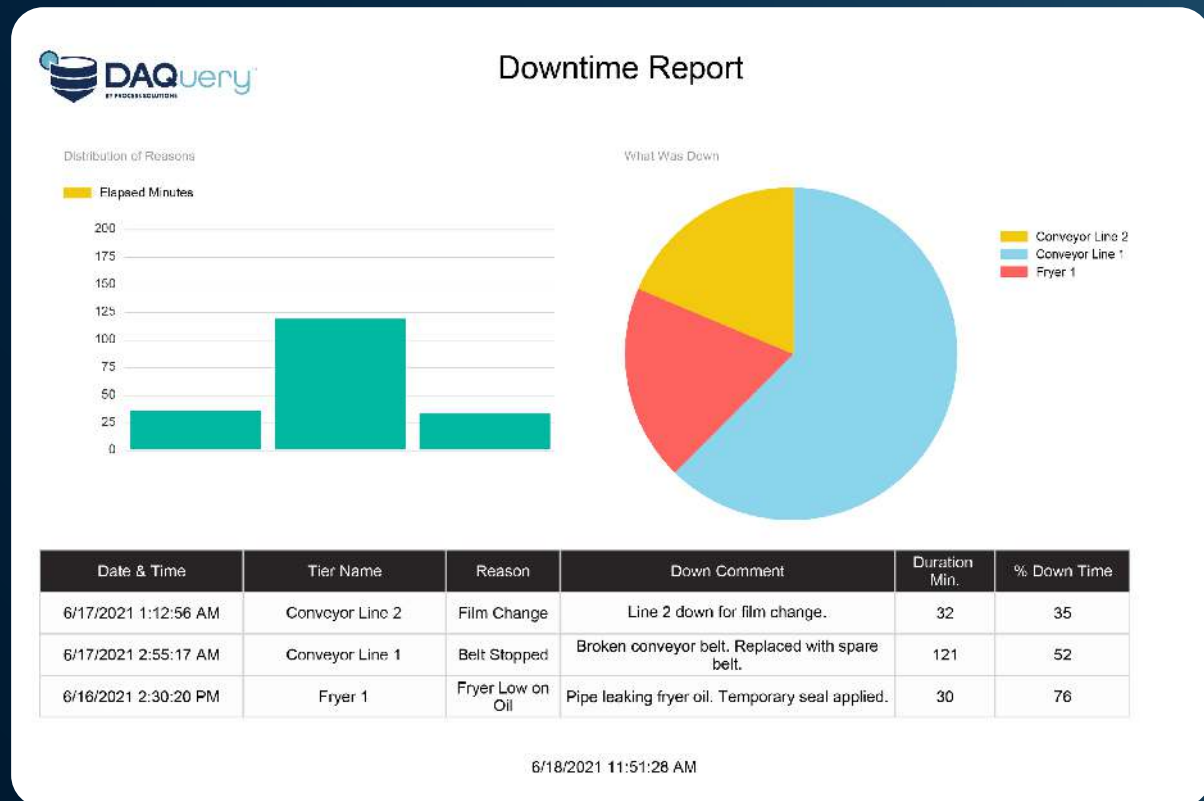 DAQuery™
BY PROCESS SOLUTIONS
Downtime Report
Distribution of Reasons
Elapsed Minutes
200
175
150
125
100
75
50
25
0
What Was Down
Conveyor Line 2
Conveyor Line 1
Fryer 1
Date & Time Tier Name Reason Down Comment Duration Min. % Down Time
6/17/2021 1:12:56 AM Conveyor Line 2 Film Change Line 2 down for film change. 32 35
6/17/2021 2:55:17 AM Conveyor Line 1 Belt Stopped Broken conveyor belt. Replaced with spare belt. 121 52
6/16/2021 2:30:20 PM Fryer 1 Fryer Low on Oil Pipe leaking fryer oil. Temporary seal applied. 30 76
6/18/2021 11:51:28 AM